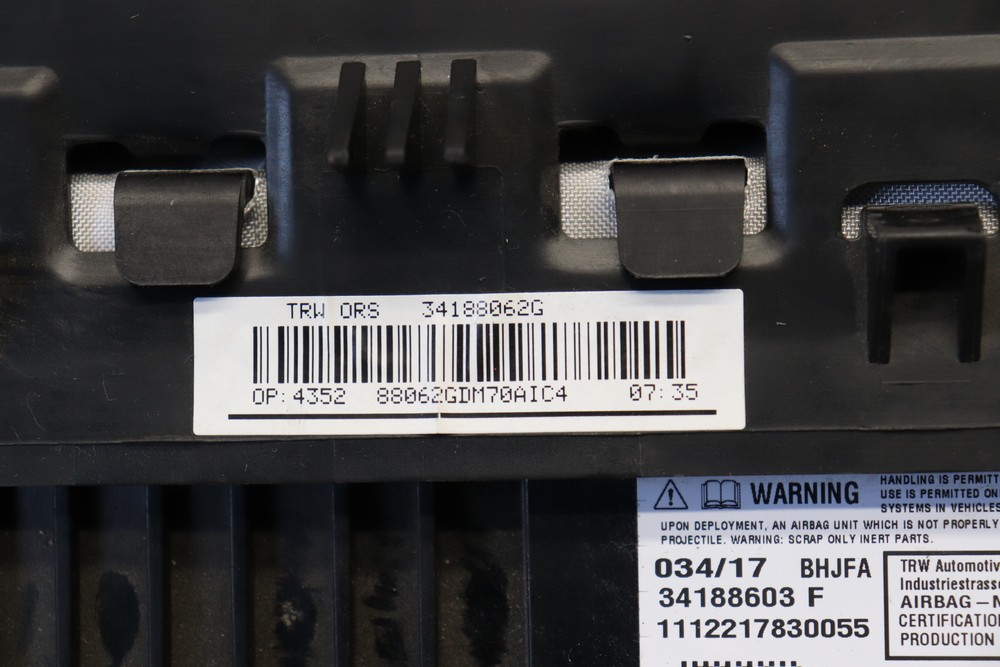 TRW ORS 34188062G
OP:4352 88062GDM70AIC4 07:35
WARNING
HANDLING IS PERMITT
USE IS PERMITTED ON
SYSTEMS IN VEHICLES
UPON DEPLOYMENT, AN AIRBAG UNIT WHICH IS NOT PROPERLY
PROJECTILE. WARNING: SCRAP ONLY INERT PARTS.
034/17 BHJFA
34188603 F
1112217830055
TRW Automotiv
Industriestrass
AIRBAG – 
CERTIFICATIO
PRODUCTION